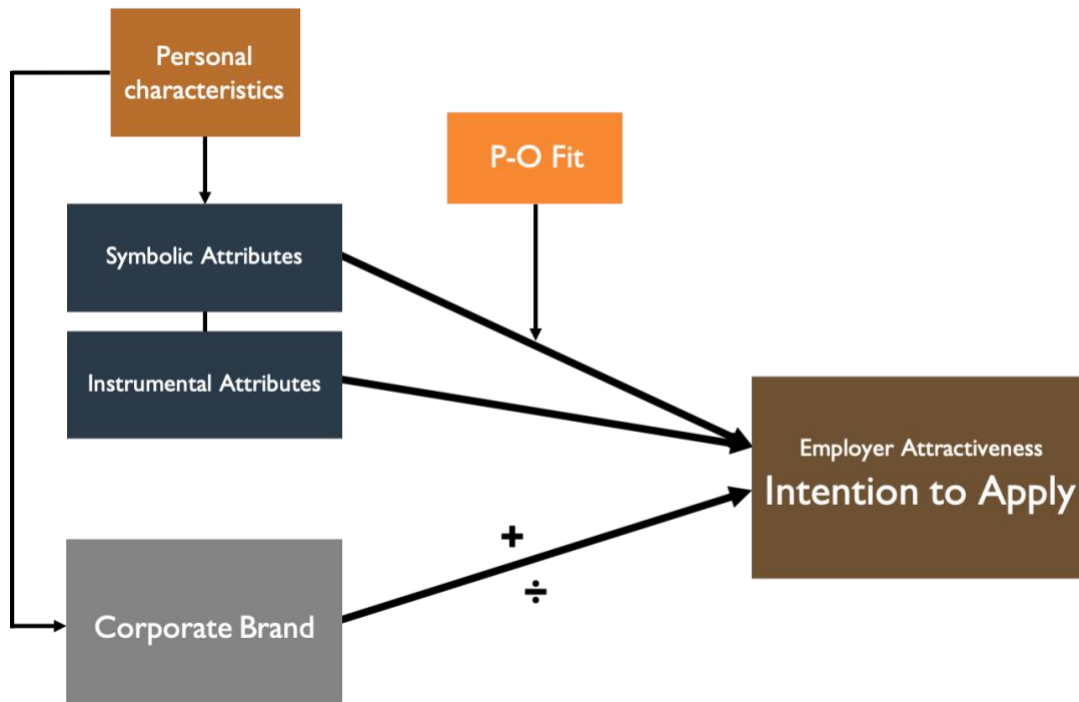 Personal
characteristics
P-O Fit
Symbolic Attributes
Instrumental Attributes
Employer Attractiveness
Intention to Apply
+
÷
Corporate Brand